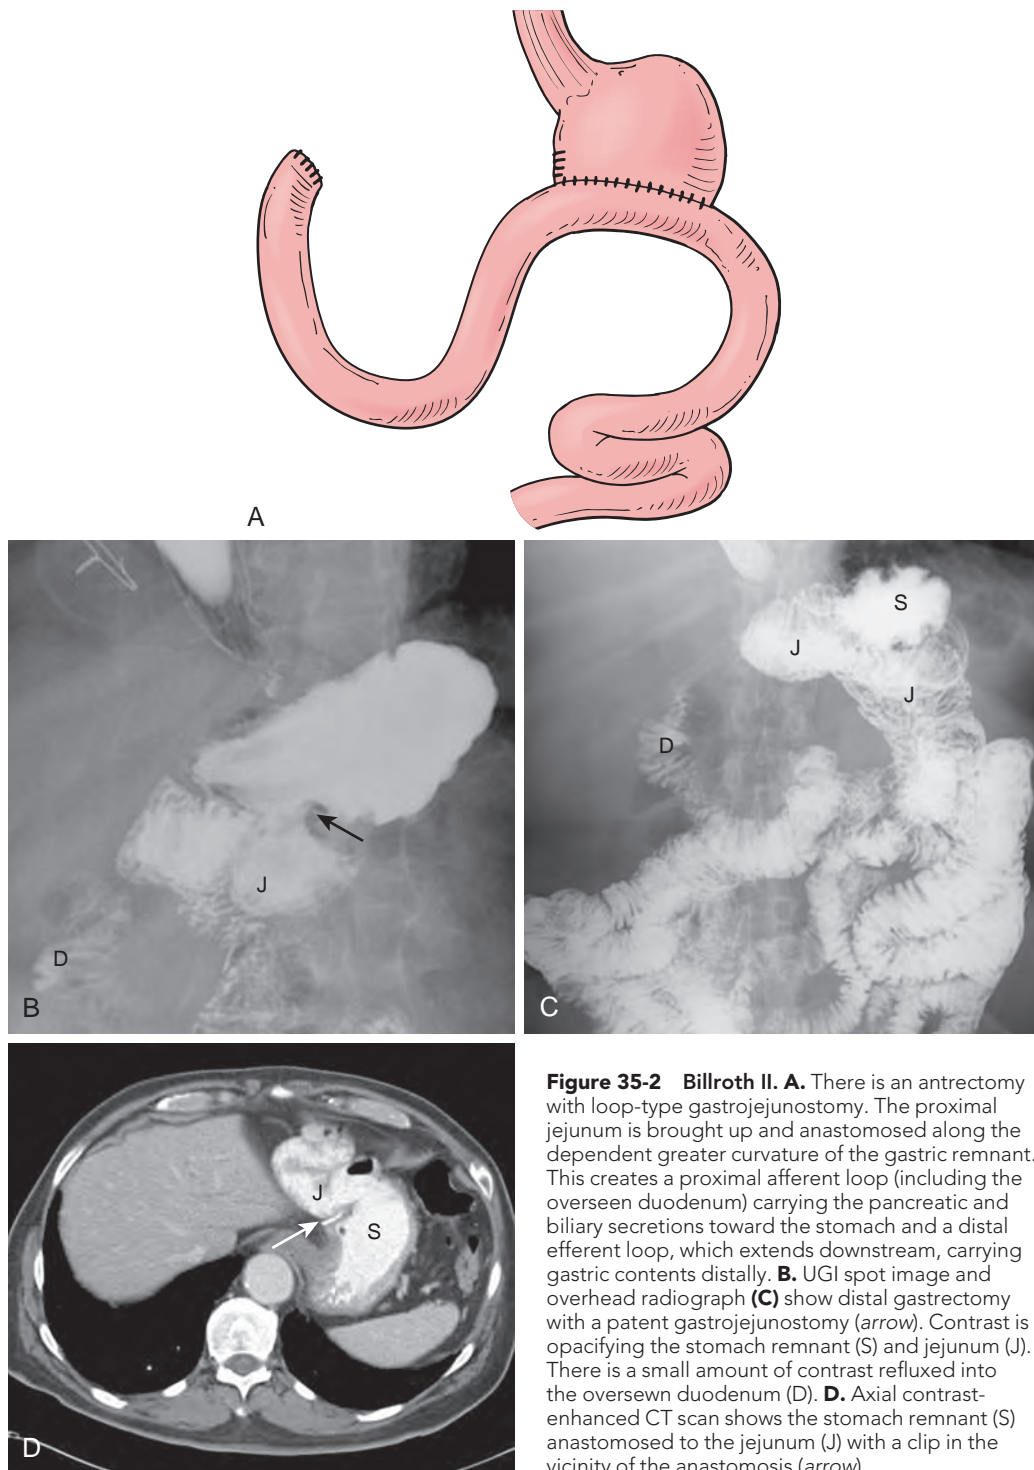 A
J
D
B
S
J
J
D
C
J
S
D
Figure 35-2 Billroth II. A. There is an antrectomy
with loop-type gastrojejunostomy. The proximal
jejunum is brought up and anastomosed along the
dependent greater curvature of the gastric remnant.
This creates a proximal afferent loop (including the
overseen duodenum) carrying the pancreatic and
biliary secretions toward the stomach and a distal
efferent loop, which extends downstream, carrying
gastric contents distally. B. UGI spot image and
overhead radiograph (C) show distal gastrectomy
with a patent gastrojejunostomy (arrow). Contrast is
opacifying the stomach remnant (S) and jejunum (J).
There is a small amount of contrast refluxed into
the oversewn duodenum (D). D. Axial contrast-
enhanced CT scan shows the stomach remnant (S)
anastomosed to the jejunum (J) with a clip in the
vicinity of the anastomosis (arrow).